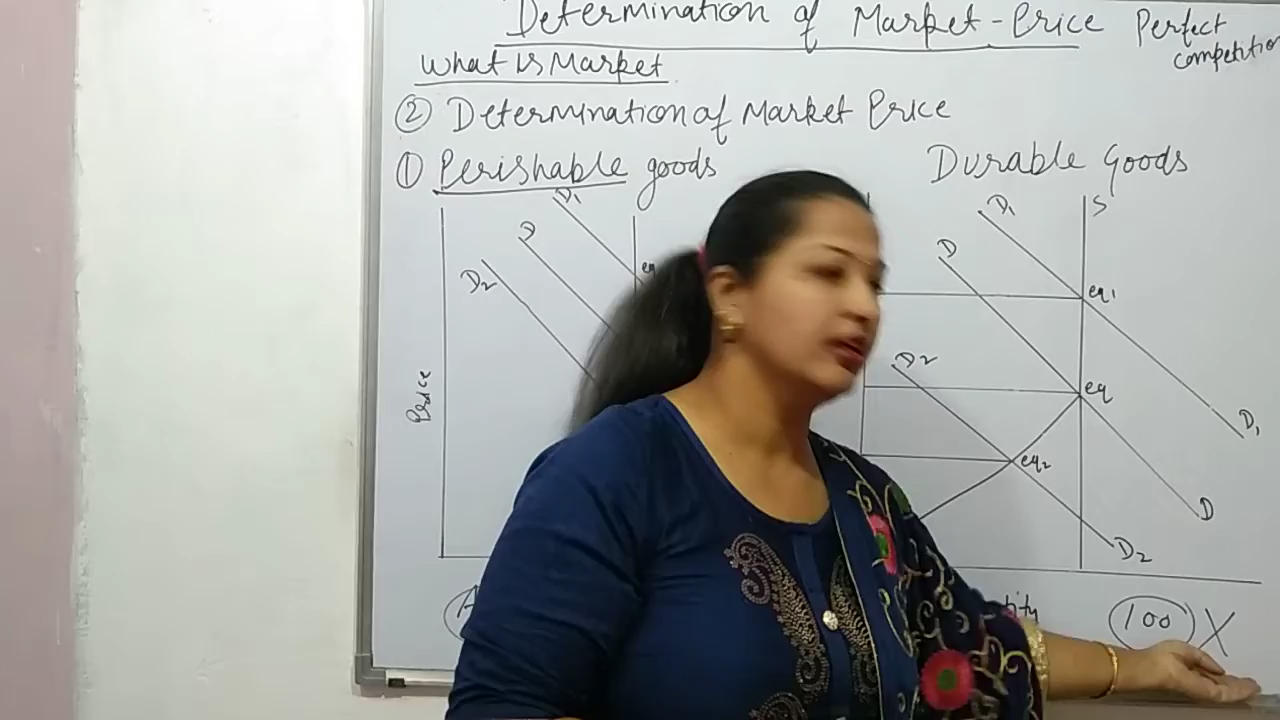 Determination of Market-Price Perfect competition
What is Market
② Determination of Market Price
① Perishable goods Durable Goods
D1 D1 S
D
D
D2 eq eq1
D2
Price eq
D1
eq2
D
D2
100 X